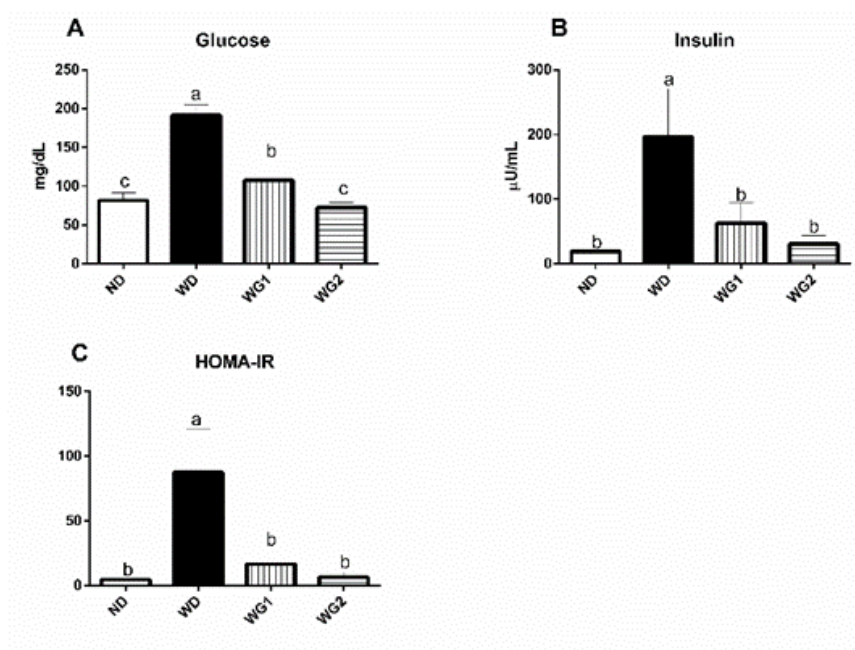 A
Glucose
250
200
150
100
50
0
mg/dL
c
a
b
c
ND
WD
WG1
WG2
B
Insulin
300
200
100
0
µU/mL
b
a
b
b
ND
WD
WG1
WG2
C
HOMA-IR
150
100
50
0
b
a
b
b
ND
WD
WG1
WG2